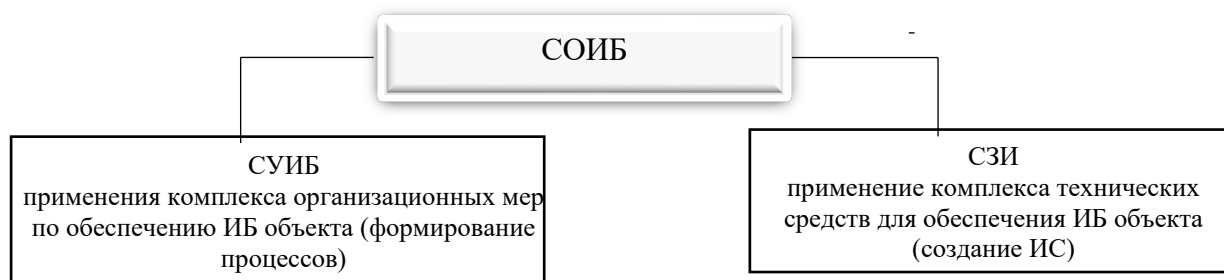 СОИБ
-
СУИБ
применения комплекса организационных мер
по обеспечению ИБ объекта (формирование
процессов)
СЗИ
применение комплекса технических
средств для обеспечения ИБ объекта
(создание ИС)